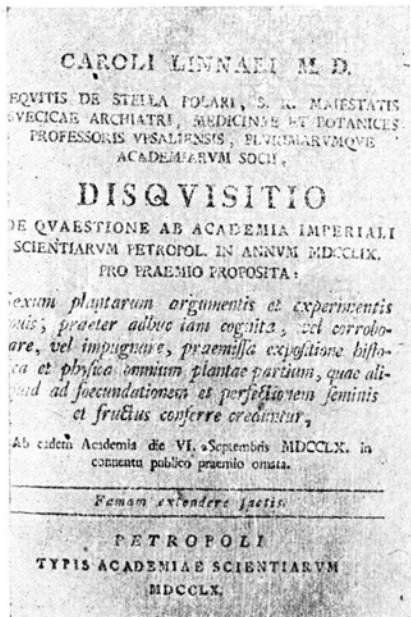 CAROLI LINNAEI M D.
EQVITIS DE STELLA POLARI, S. R. MAIESTATIS
SVECICAE ARCHIATRI, MEDICINAE ET BOTANICES
PROFESSORIS VPSALIENSIS, PLVRIMARVMQVE
ACADEMIARVM SOCII,
DISQVISITIO
DE QVAESTIONE AB ACADEMIA IMPERIALI
SCIENTIARVM PETROPOL. IN ANNVM MDCCLIX.
PRO PRAEMIO PROPOSITA:
Sexum plantarum argumentis et experimentis
nouis, praeter adhuc iam cognita, vel corrobo-
rare, vel impugnare, praemissa expositione histo-
rica et physica omnium plantae partium, quae ali-
quid ad foecundationem et perfectionem seminis
et fructus conferre creduntur,
Ab eadem Academia die VI. Septembris MDCCLX. in
conuentu publico praemio ornata.
Famam extendere factis.
PETROPOLI
TYPIS ACADEMIAE SCIENTIARVM
MDCCLX.